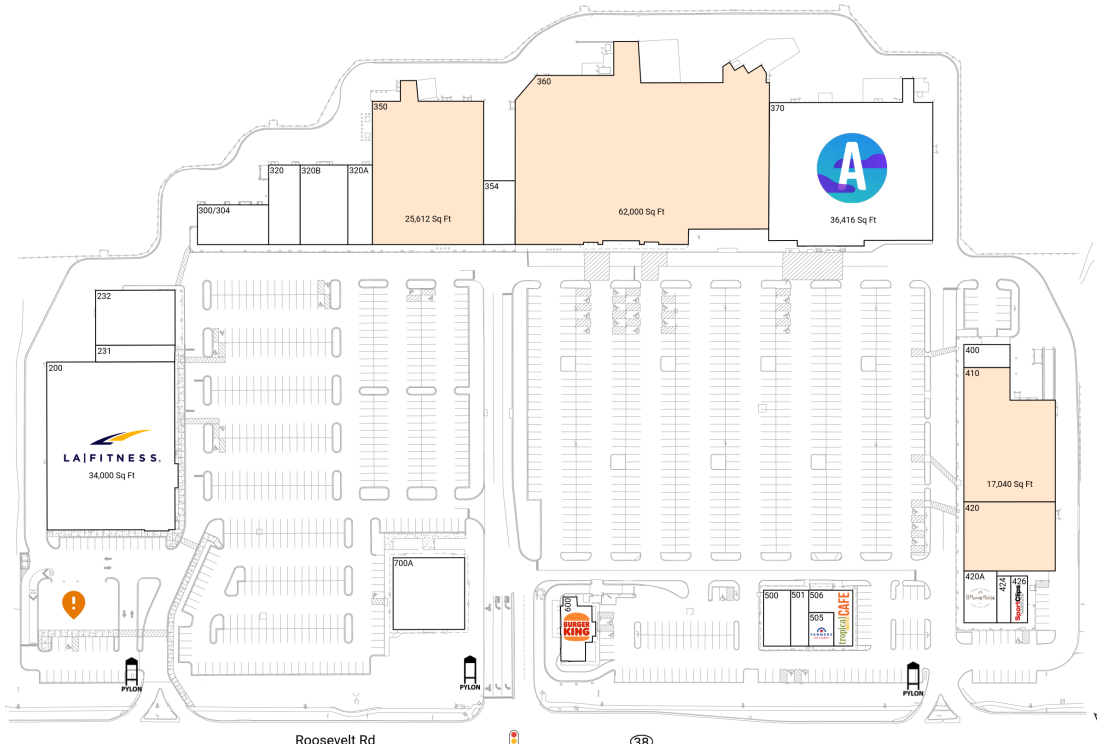 360
350
370
A
320
320B
320A
354
300/304
25,612 Sq Ft
62,000 Sq Ft
36,416 Sq Ft
232
231
200
LA|FITNESS.
34,000 Sq Ft
400
410
17,040 Sq Ft
420
420A
424
426
SportClips
700A
600
BURGER
KING
500
501
506
505
FARMERS
tropicalCAFE
PYLON
PYLON
PYLON
Roosevelt Rd
38